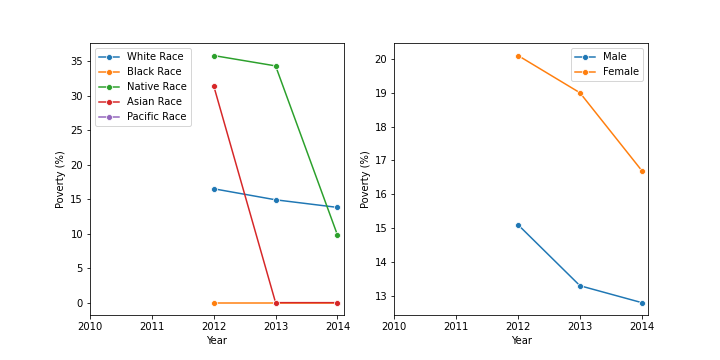 White Race
Black Race
Native Race
Asian Race
Pacific Race
Poverty (%)
35
30
25
20
15
10
5
0
2010 2011 2012 2013 2014
Year
Male
Female
Poverty (%)
20
19
18
17
16
15
14
13
2010 2011 2012 2013 2014
Year